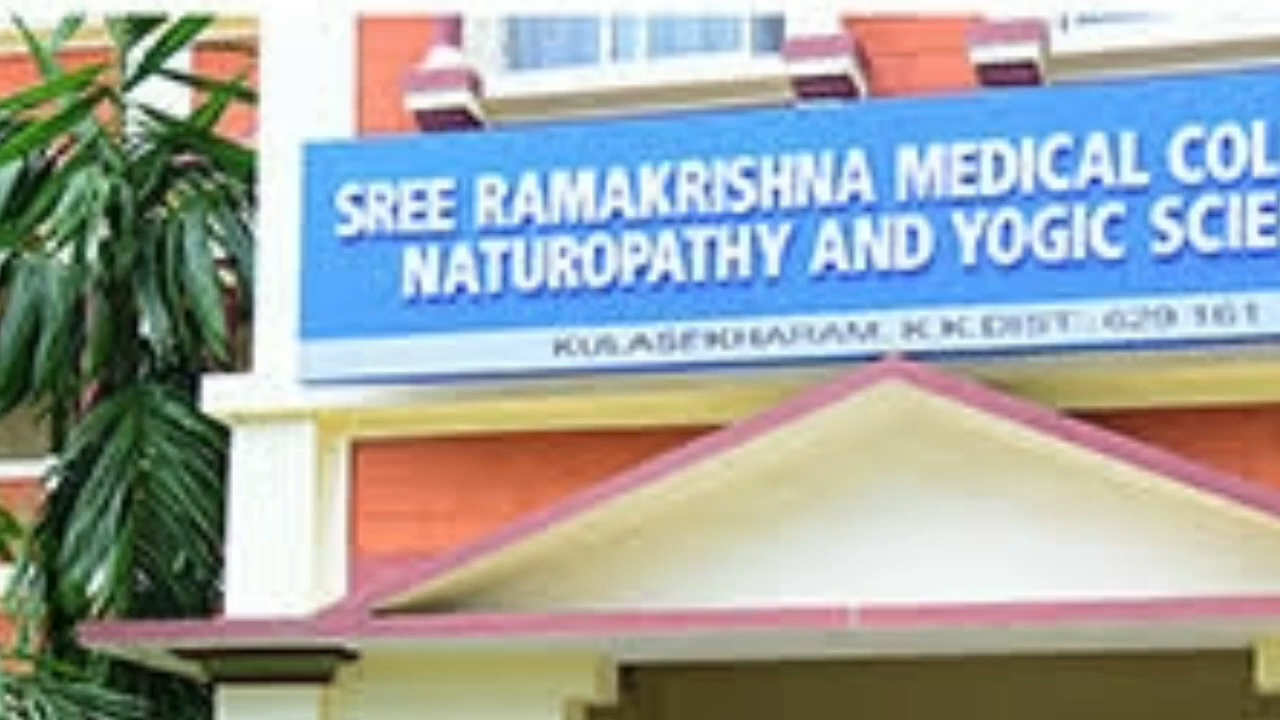 SREE RAMAKRISHNA MEDICAL COL
NATUROPATHY AND YOGIC SCIE
KULASEKHARAM, K.K.DIST.: 629 161